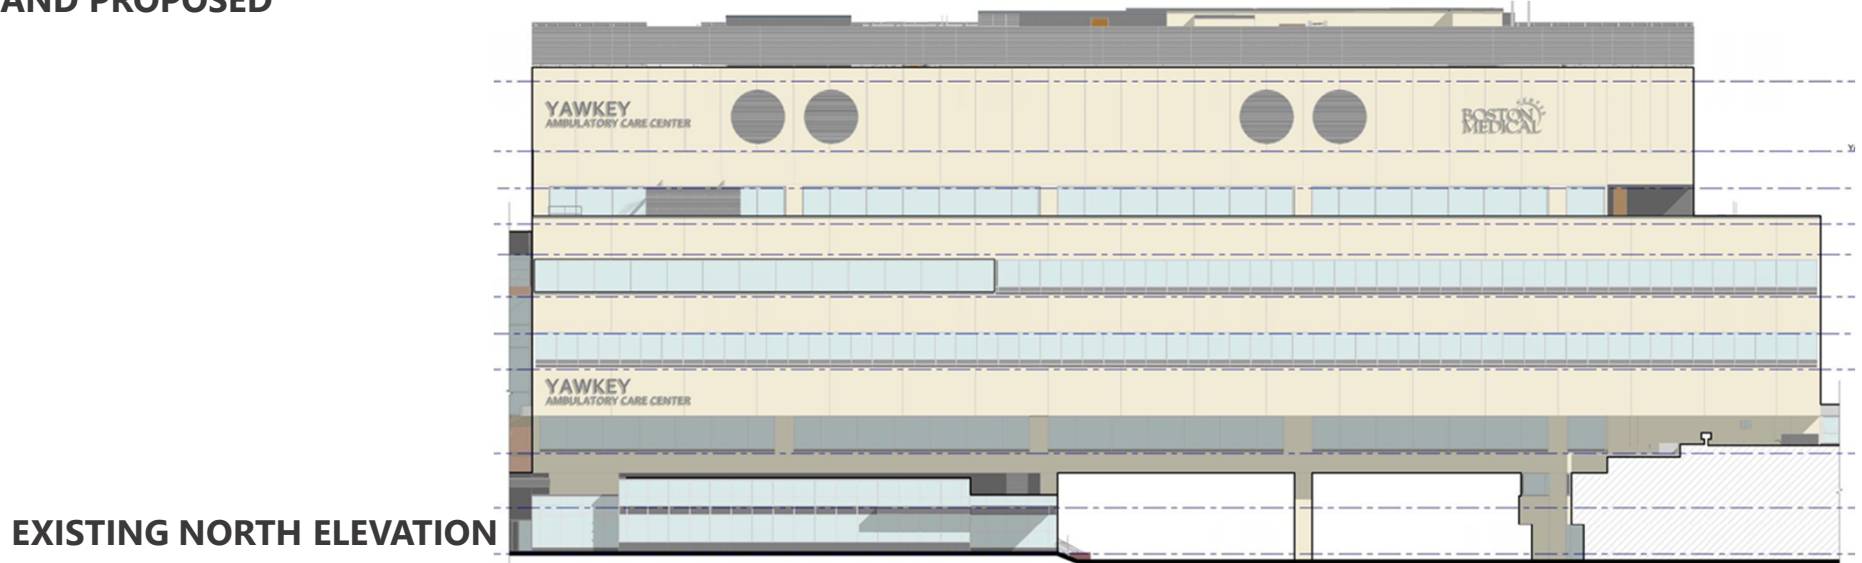 AND PROPOSED
YAWKEY
AMBULATORY CARE CENTER
BOSTON
MEDICAL
YAWKEY
AMBULATORY CARE CENTER
EXISTING NORTH ELEVATION